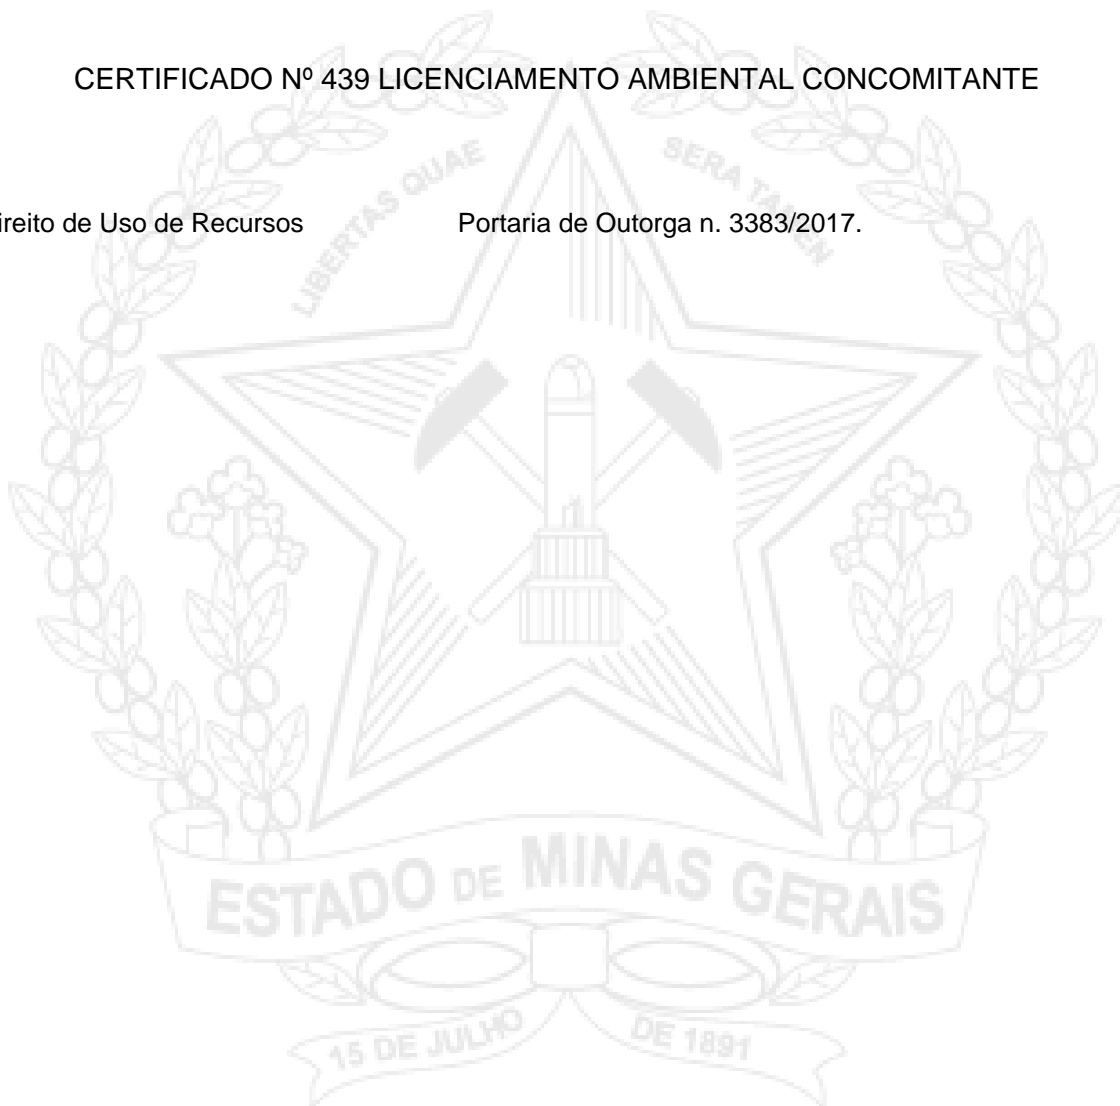 CERTIFICADO Nº 439 LICENCIAMENTO AMBIENTAL CONCOMITANTE
LIBERTAS QUAE SERA TAMEN
ireito de Uso de Recursos Portaria de Outorga n. 3383/2017.
ESTADO DE MINAS GERAIS
15 DE JULHO DE 1891